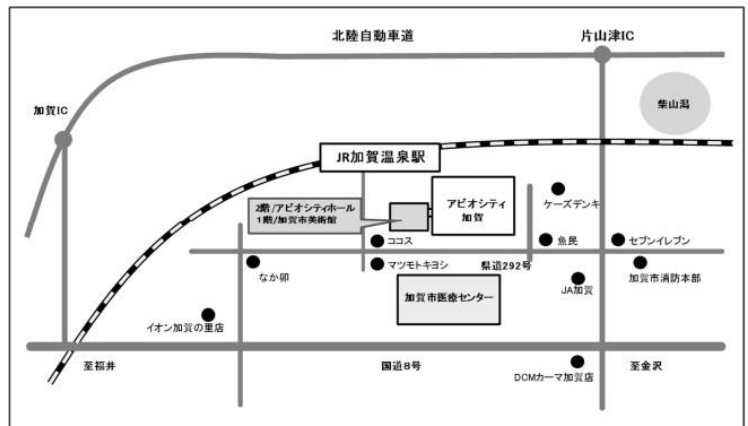 北陸自動車道
片山津IC
加賀IC
柴山潟
JR加賀温泉駅
2階/アビオシティホール
1階/加賀市美術館
アビオシティ
加賀
ケーズデンキ
ココス
魚民
セブンイレブン
なか卯
マツモトキヨシ
県道292号
加賀市消防本部
JA加賀
加賀市医療センター
イオン加賀の里店
至福井
国道8号
至金沢
DCMカーマ加賀店